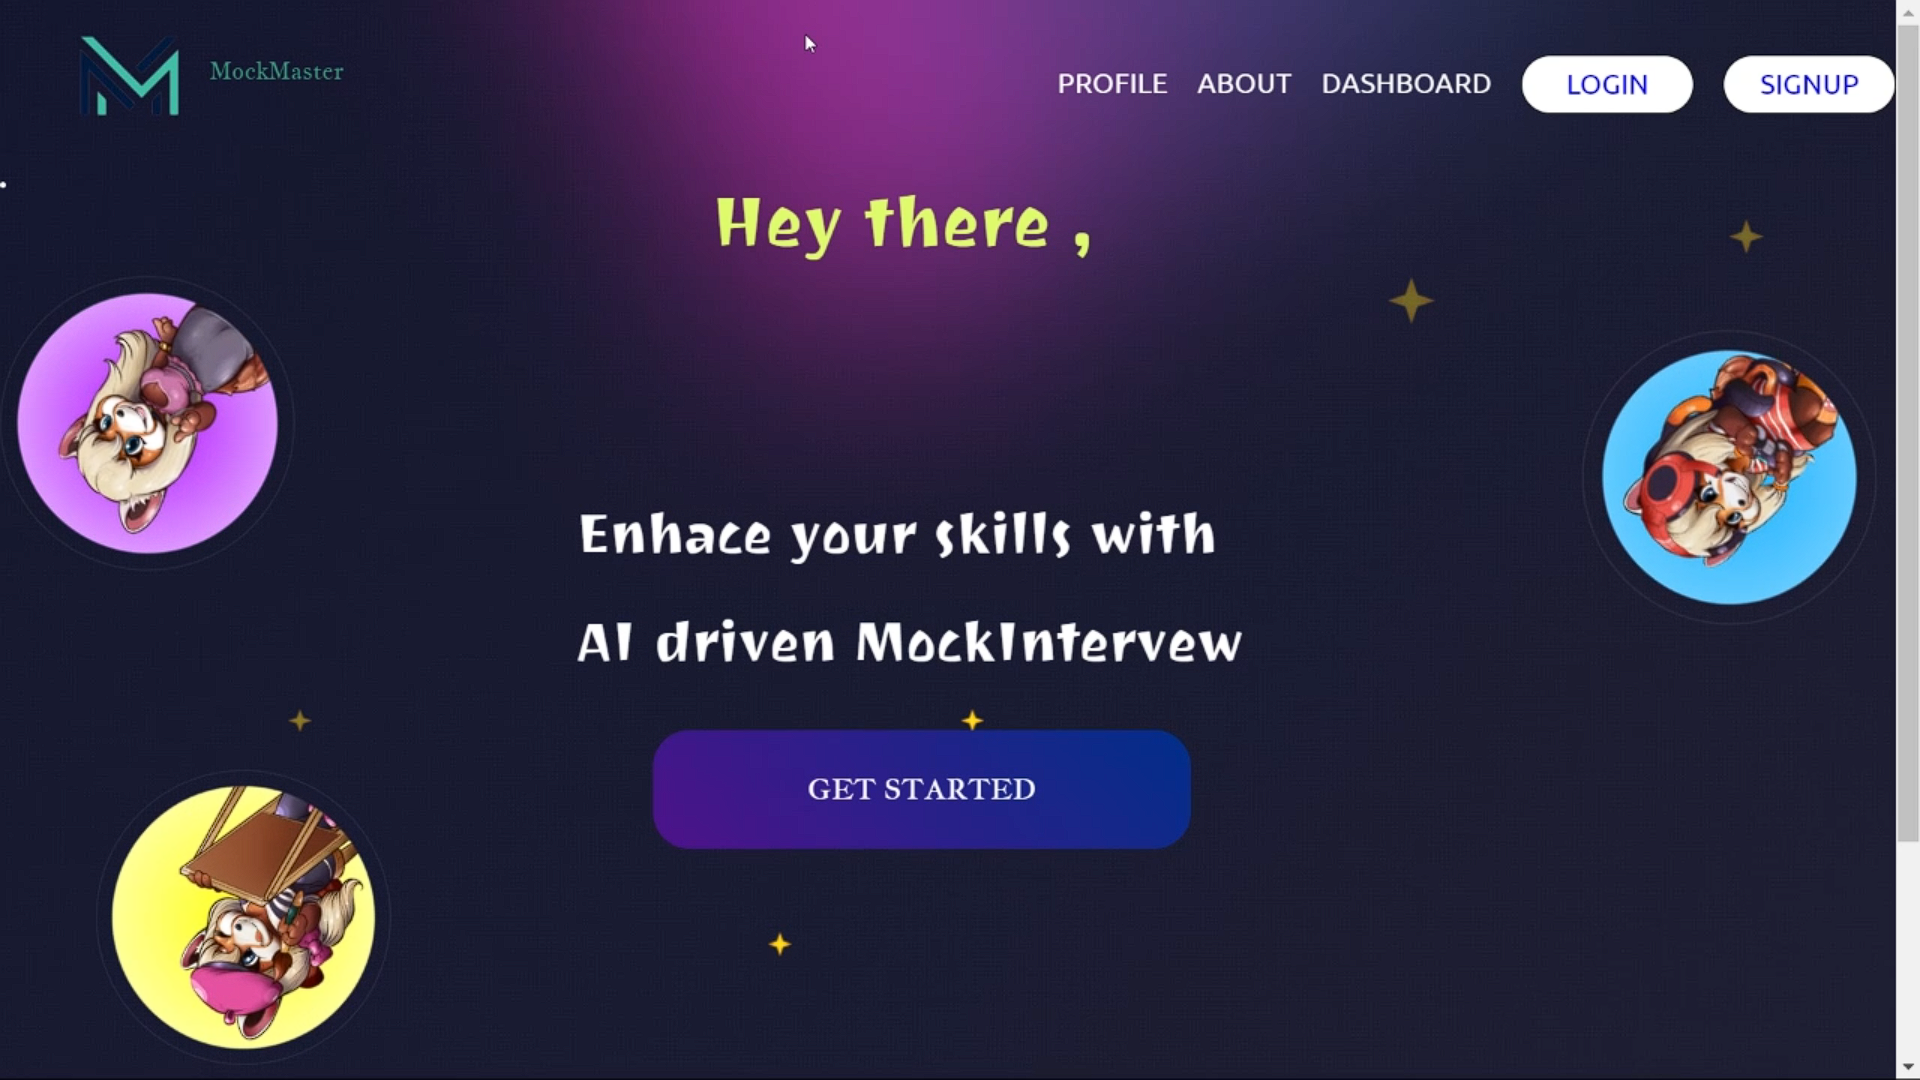 MockMaster
PROFILE ABOUT DASHBOARD LOGIN SIGNUP
Hey there ,
Enhace your skills with
AI driven MockIntervew
GET STARTED